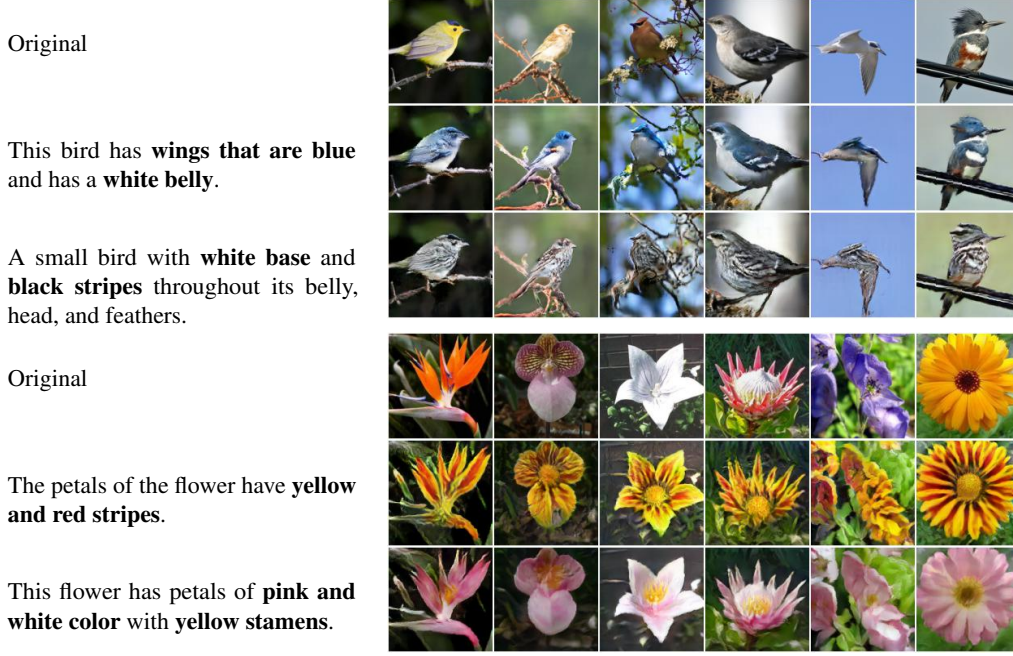 Original
This bird has wings that are blue
and has a white belly.
A small bird with white base and
black stripes throughout its belly,
head, and feathers.
Original
The petals of the flower have yellow
and red stripes.
This flower has petals of pink and
white color with yellow stamens.